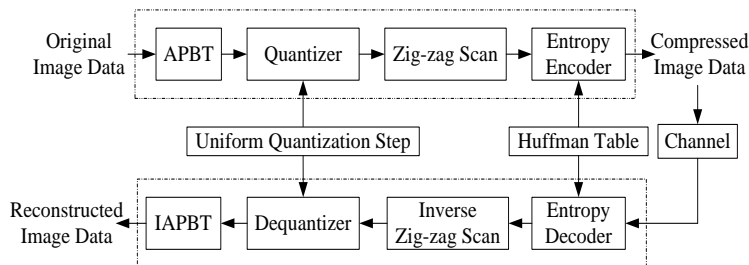 Original
Image Data
APBT
Quantizer
Zig-zag Scan
Entropy
Encoder
Compressed
Image Data
Uniform Quantization Step
Huffman Table
Channel
Reconstructed
Image Data
IAPBT
Dequantizer
Inverse
Zig-zag Scan
Entropy
Decoder